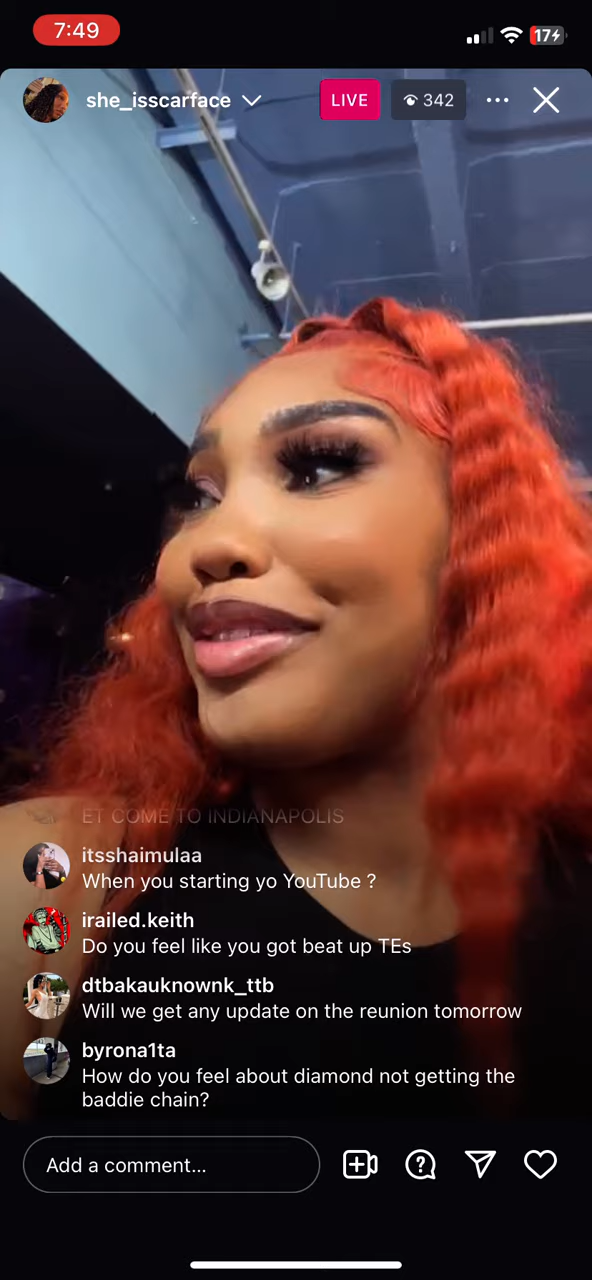 7:49
17
she_isscarface
LIVE
342
ET COME TO INDIANAPOLIS
itsshaimulaa
When you starting yo YouTube ?
irailed.keith
Do you feel like you got beat up TEs
dtbakauknownk_ttb
Will we get any update on the reunion tomorrow
byrona1ta
How do you feel about diamond not getting the
baddie chain?
Add a comment...